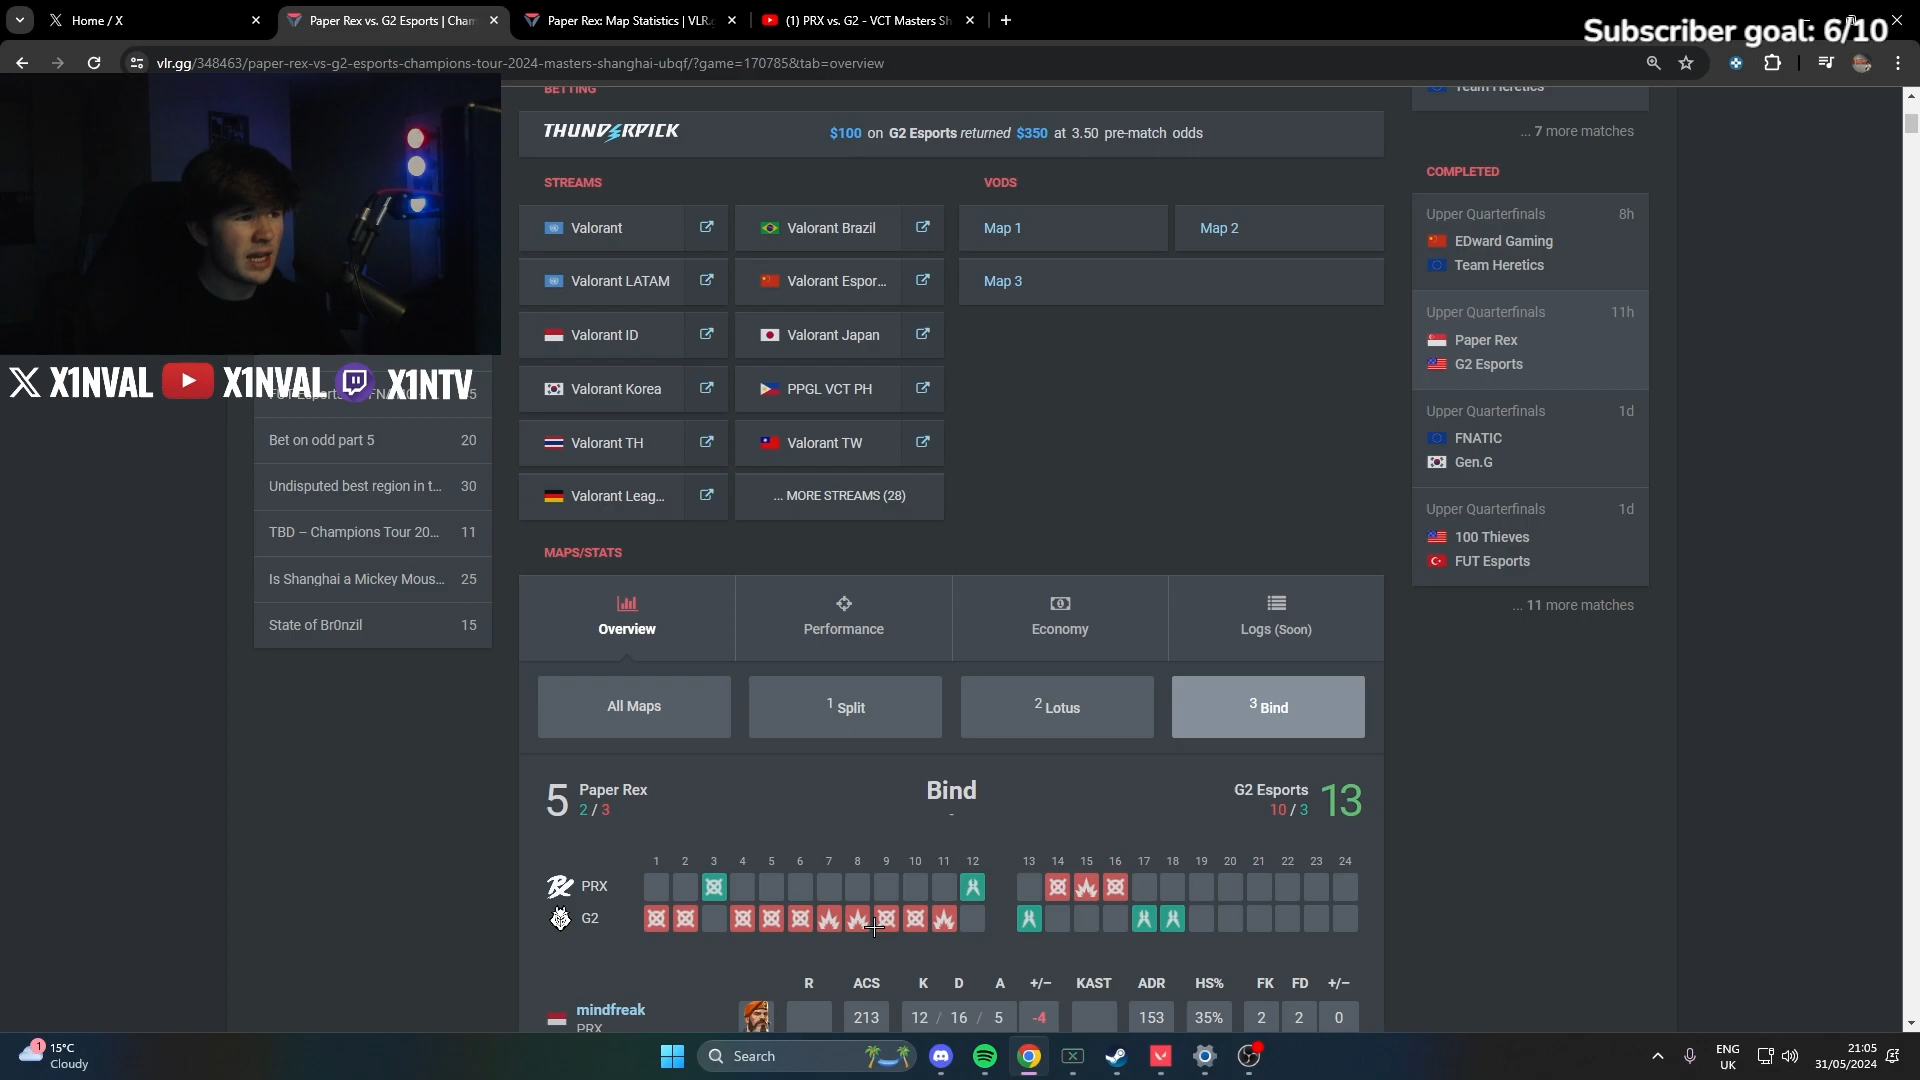 Home / X
Paper Rex vs. G2 Esports | Cham
Paper Rex: Map Statistics | VLR.
(1) PRX vs. G2 - VCT Masters Sh
Subscriber goal: 6/10
vlr.gg/348463/paper-rex-vs-g2-esports-champions-tour-2024-masters-shanghai-ubqf/?game=170785&tab=overview
BETTING
THUNDERPICK
$100 on G2 Esports returned $350 at 3.50 pre-match odds
STREAMS
Valorant
Valorant Brazil
Valorant LATAM
Valorant Espor...
Valorant ID
Valorant Japan
Valorant Korea
PPGL VCT PH
Valorant TH
Valorant TW
Valorant Leag...
... MORE STREAMS (28)
VODS
Map 1
Map 2
Map 3
Team Heretics
... 7 more matches
COMPLETED
Upper Quarterfinals 8h
EDward Gaming
Team Heretics
Upper Quarterfinals 11h
Paper Rex
G2 Esports
Upper Quarterfinals 1d
FNATIC
Gen.G
Upper Quarterfinals 1d
100 Thieves
FUT Esports
... 11 more matches
X1NVAL X1NVAL X1NTV
Bet on odd part 5 20
Undisputed best region in t... 30
TBD – Champions Tour 20... 11
Is Shanghai a Mickey Mous... 25
State of Br0nzil 15
MAPS/STATS
Overview
Performance
Economy
Logs (Soon)
All Maps
1 Split
2 Lotus
3 Bind
5 Paper Rex
2 / 3
Bind
-
G2 Esports 13
10 / 3
1 2 3 4 5 6 7 8 9 10 11 12 13 14 15 16 17 18 19 20 21 22 23 24
PRX
G2
R ACS K D A +/– KAST ADR HS% FK FD +/–
mindfreak
PRX
213 12 / 16 / 5 -4 153 35% 2 2 0
1
15°C
Cloudy
Search
ENG
UK
21:05
31/05/2024